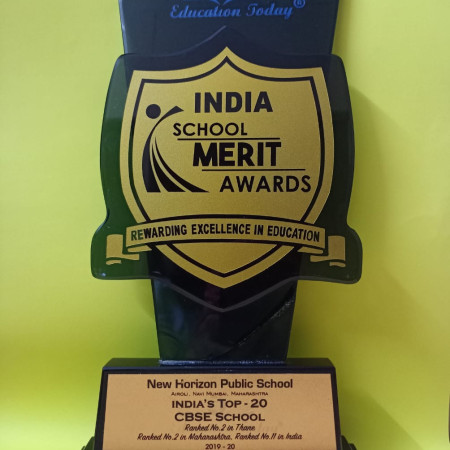 Education Today®
INDIA
SCHOOL
MERIT
AWARDS
REWARDING EXCELLENCE IN EDUCATION
New Horizon Public School
Airoli, Navi Mumbai, Maharashtra
India's Top - 20
CBSE School
Ranked No.2 in Thane
Ranked No.2 in Maharashtra, Ranked No.11 in India
2019 - 20